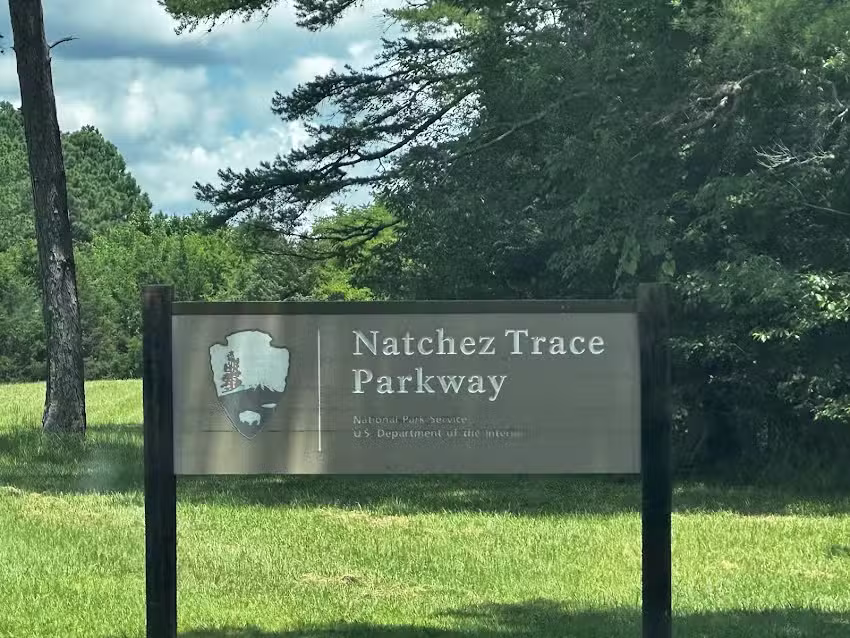 Natchez Trace
Parkway
National Park Service
U.S. Department of the Interior